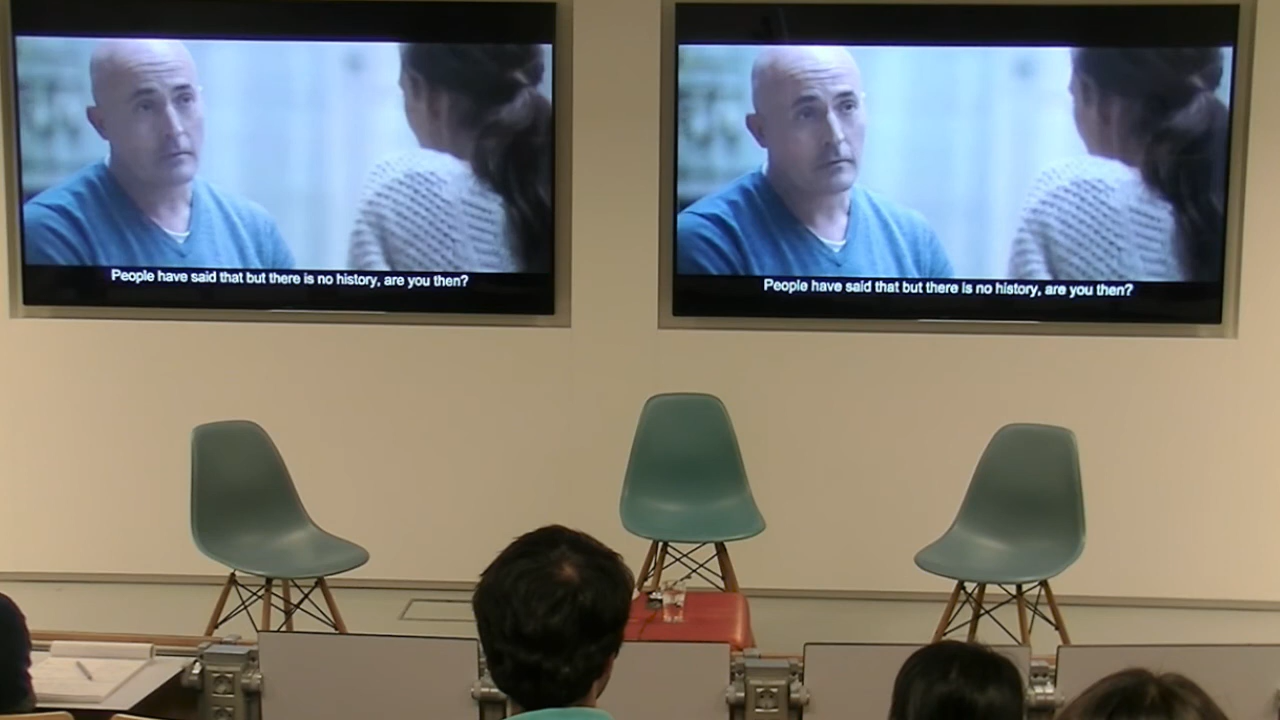 People have said that but there is no history, are you then?
People have said that but there is no history, are you then?